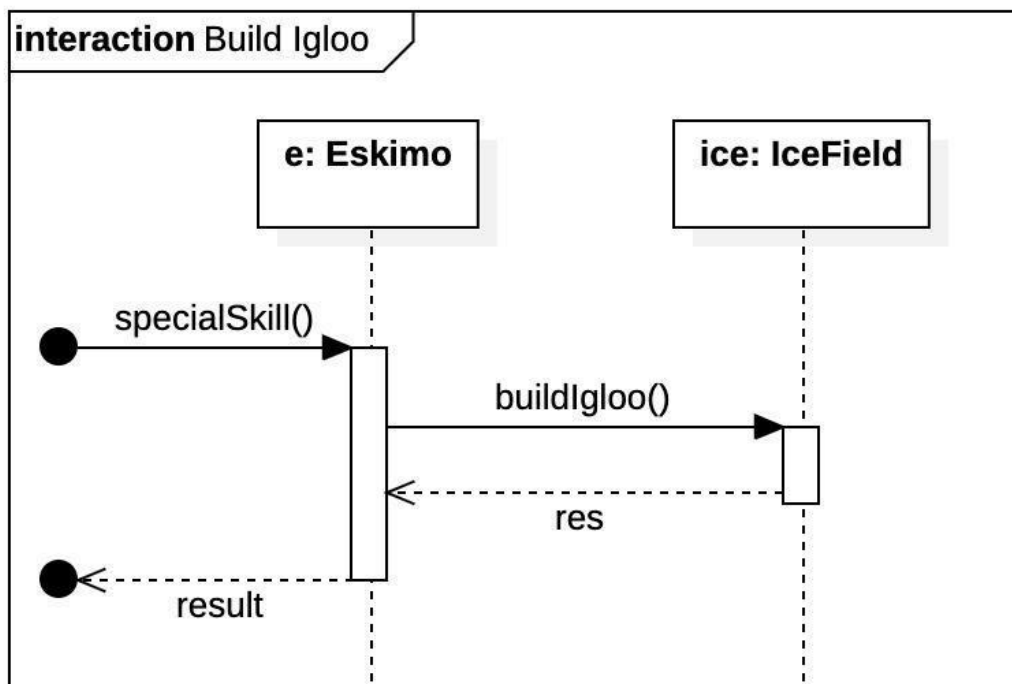 interaction Build Igloo
e: Eskimo
ice: IceField
specialSkill()
buildIgloo()
res
result